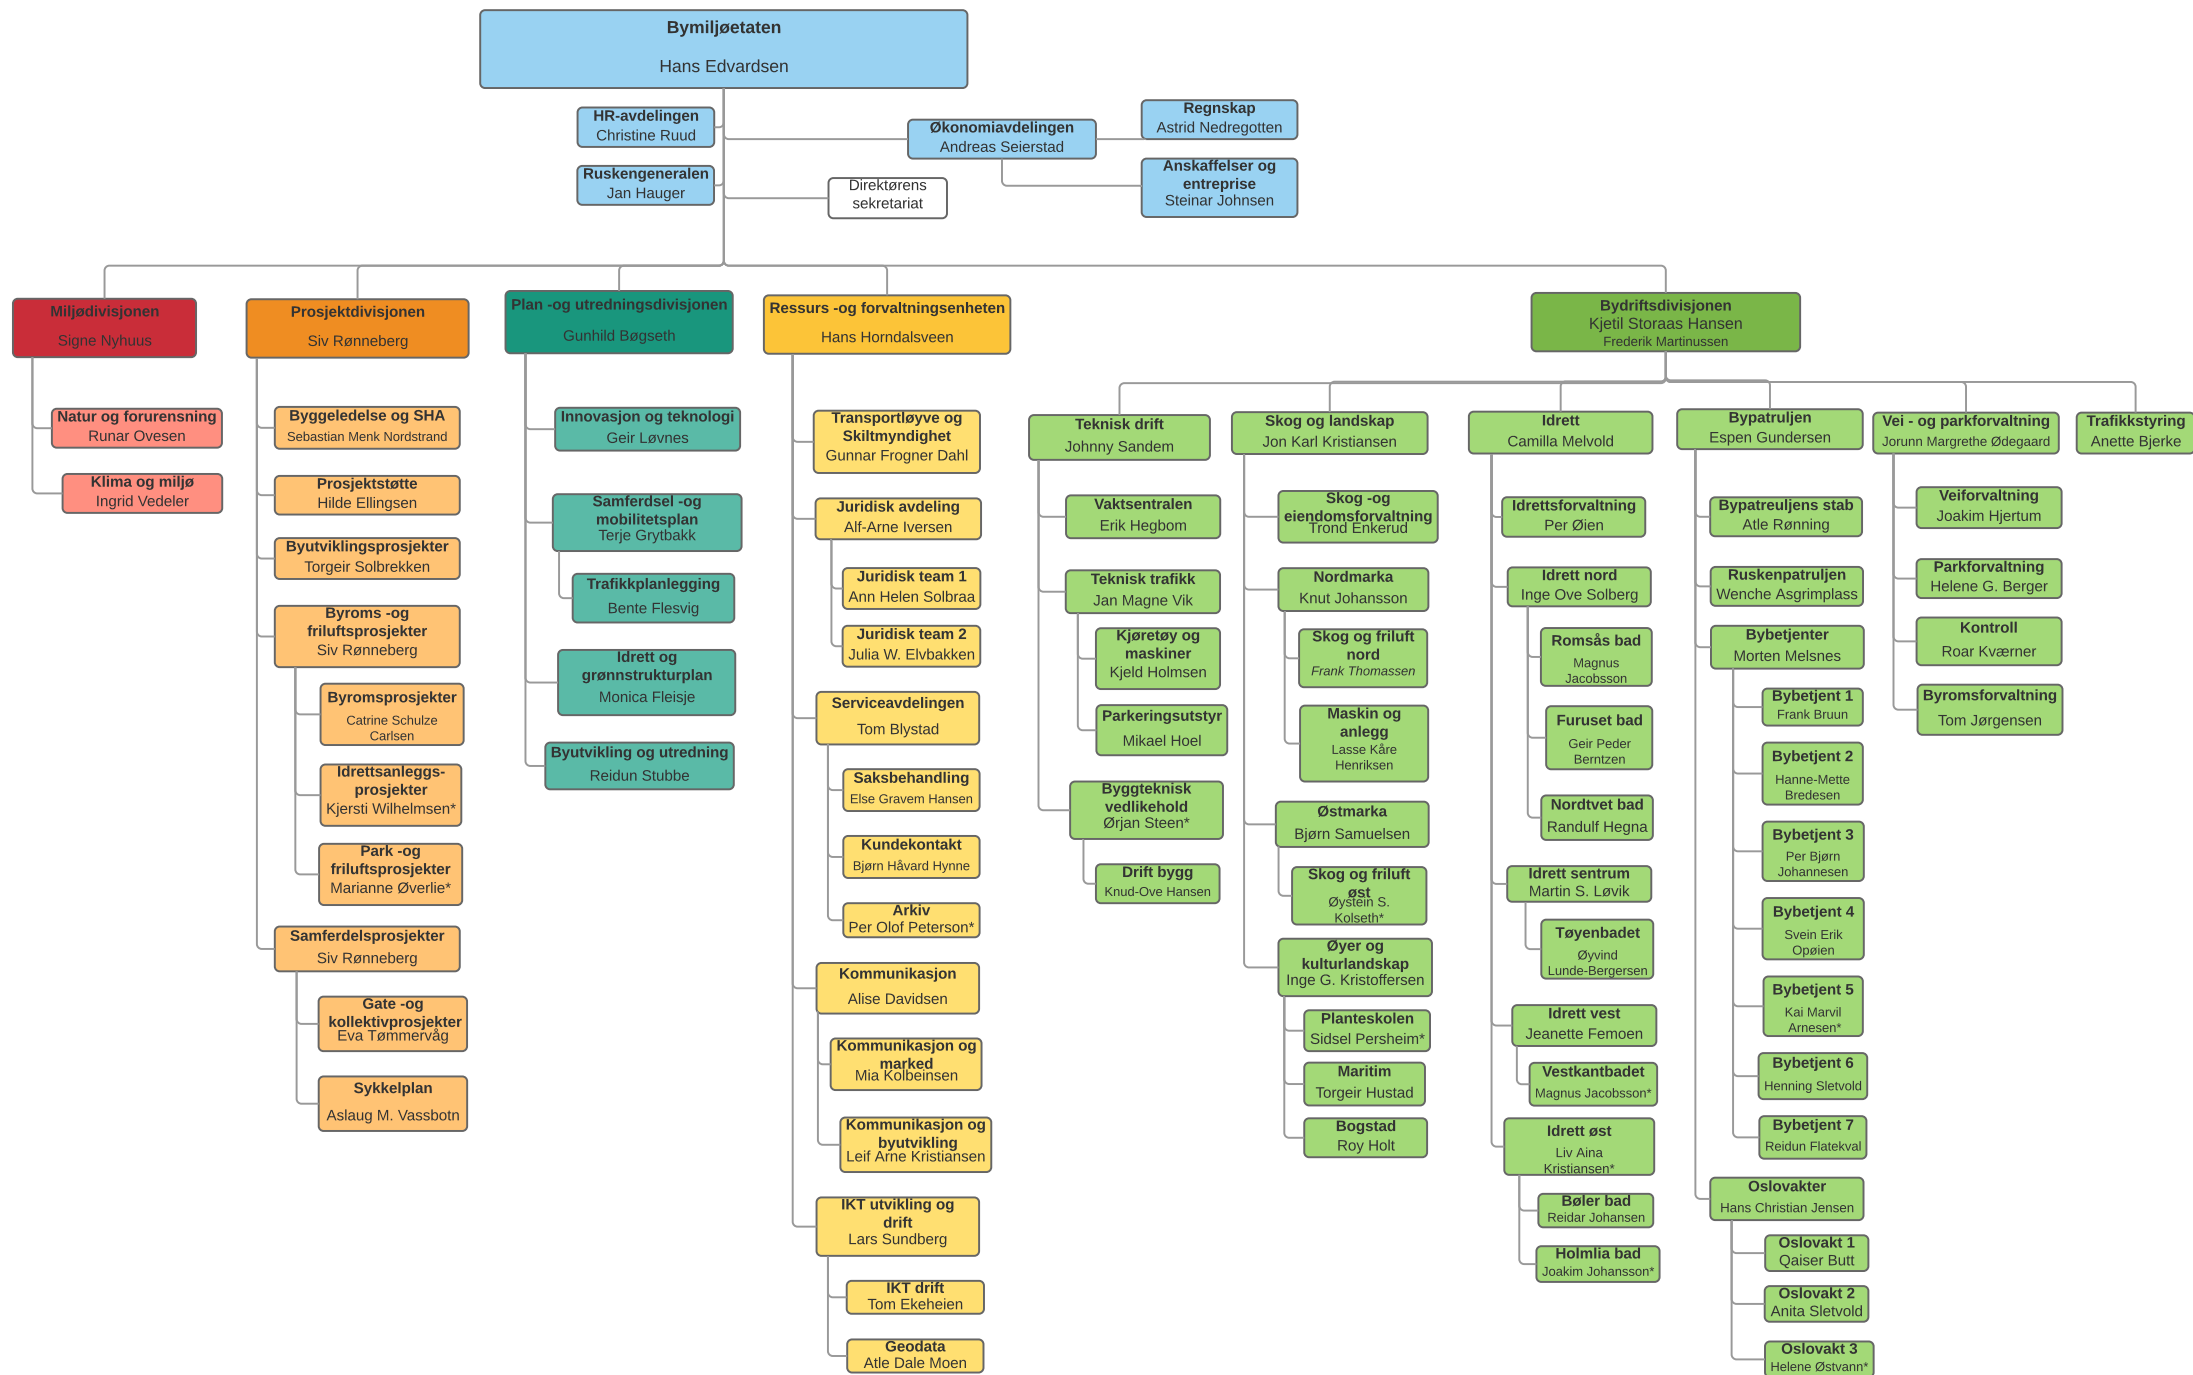 Bymiljøetaten
Hans Edvardsen
HR-avdelingen
Christine Ruud
Ruskengeneralen
Jan Hauger
Økonomiavdelingen
Andreas Seierstad
Regnskap
Astrid Nedregotten
Anskaffelser og
entreprise
Steinar Johnsen
Direktørens
sekretariat
Miljødivisjonen
Signe Nyhuus
Natur og forurensning
Runar Ovesen
Klima og miljø
Ingrid Vedeler
Prosjektdivisjonen
Siv Rønneberg
Byggeledelse og SHA
Sebastian Menk Nordstrand
Prosjektstøtte
Hilde Ellingsen
Byutviklingsprosjekter
Torgeir Solbrekken
Byroms -og
friluftsprosjekter
Siv Rønneberg
Byromsprosjekter
Catrine Schulze
Carlsen
Idrettsanleggs-
prosjekter
Kjersti Wilhelmsen*
Park -og
friluftsprosjekter
Marianne Øverlie*
Samferdelsprosjekter
Siv Rønneberg
Gate -og
kollektivprosjekter
Eva Tømmervåg
Sykkelplan
Aslaug M. Vassbotn
Plan -og utredningsdivisjonen
Gunhild Bøgseth
Innovasjon og teknologi
Geir Løvnes
Samferdsel -og
mobilitetsplan
Terje Grytbakk
Trafikkplanlegging
Bente Flesvig
Idrett og
grønnstrukturplan
Monica Fleisje
Byutvikling og utredning
Reidun Stubbe
Ressurs -og forvaltningsenheten
Hans Horndalsveen
Transportløyve og
Skiltmyndighet
Gunnar Frogner Dahl
Juridisk avdeling
Alf-Arne Iversen
Juridisk team 1
Ann Helen Solbraa
Juridisk team 2
Julia W. Elvbakken
Serviceavdelingen
Tom Blystad
Saksbehandling
Else Gravem Hansen
Kundekontakt
Bjørn Håvard Hynne
Arkiv
Per Olof Peterson*
Kommunikasjon
Alise Davidsen
Kommunikasjon og
marked
Mia Kolbeinsen
Kommunikasjon og
byutvikling
Leif Arne Kristiansen
IKT utvikling og
drift
Lars Sundberg
IKT drift
Tom Ekeheien
Geodata
Atle Dale Moen
Bydriftsdivisjonen
Kjetil Storaas Hansen
Frederik Martinussen
Teknisk drift
Johnny Sandem
Vaktsentralen
Erik Hegbom
Teknisk trafikk
Jan Magne Vik
Kjøretøy og
maskiner
Kjeld Holmsen
Parkeringsutstyr
Mikael Hoel
Byggteknisk
vedlikehold
Ørjan Steen*
Drift bygg
Knud-Ove Hansen
Skog og landskap
Jon Karl Kristiansen
Skog -og
eiendomsforvaltning
Trond Enkerud
Nordmarka
Knut Johansson
Skog og friluft
nord
Frank Thomassen
Maskin og
anlegg
Lasse Kåre
Henriksen
Østmarka
Bjørn Samuelsen
Skog og friluft
øst
Øystein S.
Kolseth*
Øyer og
kulturlandskap
Inge G. Kristoffersen
Planteskolen
Sidsel Persheim*
Maritim
Torgeir Hustad
Bogstad
Roy Holt
Idrett
Camilla Melvold
Idrettsforvaltning
Per Øien
Idrett nord
Inge Ove Solberg
Romsås bad
Magnus
Jacobsson
Furuset bad
Geir Peder
Berntzen
Nordtvet bad
Randulf Hegna
Idrett sentrum
Martin S. Løvik
Tøyenbadet
Øyvind
Lunde-Bergersen
Idrett vest
Jeanette Femoen
Vestkantbadet
Magnus Jacobsson*
Idrett øst
Liv Aina
Kristiansen*
Bøler bad
Reidar Johansen
Holmlia bad
Joakim Johansson*
Bypatruljen
Espen Gundersen
Bypatreuljens stab
Atle Rønning
Ruskenpatruljen
Wenche Asgrimplass
Bybetjenter
Morten Melsnes
Bybetjent 1
Frank Bruun
Bybetjent 2
Hanne-Mette
Bredesen
Bybetjent 3
Per Bjørn
Johannesen
Bybetjent 4
Svein Erik
Opøien
Bybetjent 5
Kai Marvil
Arnesen*
Bybetjent 6
Henning Sletvold
Bybetjent 7
Reidun Flatekval
Oslovakter
Hans Christian Jensen
Oslovakt 1
Qaiser Butt
Oslovakt 2
Anita Sletvold
Oslovakt 3
Helene Østvann*
Vei - og parkforvaltning
Jorunn Margrethe Ødegaard
Veiforvaltning
Joakim Hjertum
Parkforvaltning
Helene G. Berger
Kontroll
Roar Kværner
Byromsforvaltning
Tom Jørgensen
Trafikkstyring
Anette Bjerke